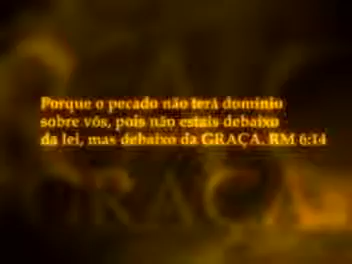 Porque o pecado não terá domínio
sobre vós, pois não estais debaixo
da lei, mas debaixo da GRAÇA. RM 6:14
GRAÇA